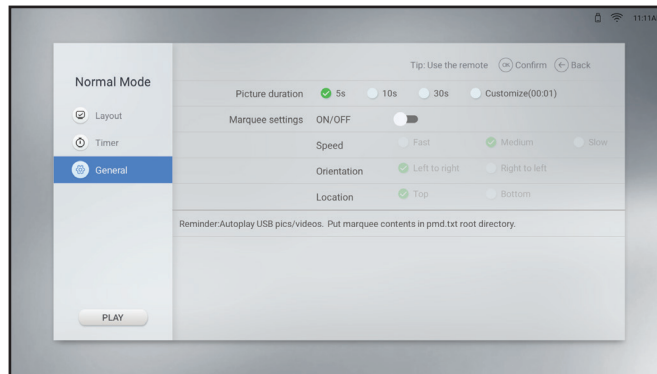 11:11A
Tip: Use the remote OK Confirm Back
Normal Mode
Picture duration 5s 10s 30s Customize(00:01)
Layout
Marquee settings ON/OFF
Timer
Speed Fast Medium Slow
General
Orientation Left to right Right to left
Location Top Bottom
Reminder:Autoplay USB pics/videos. Put marquee contents in pmd.txt root directory.
PLAY